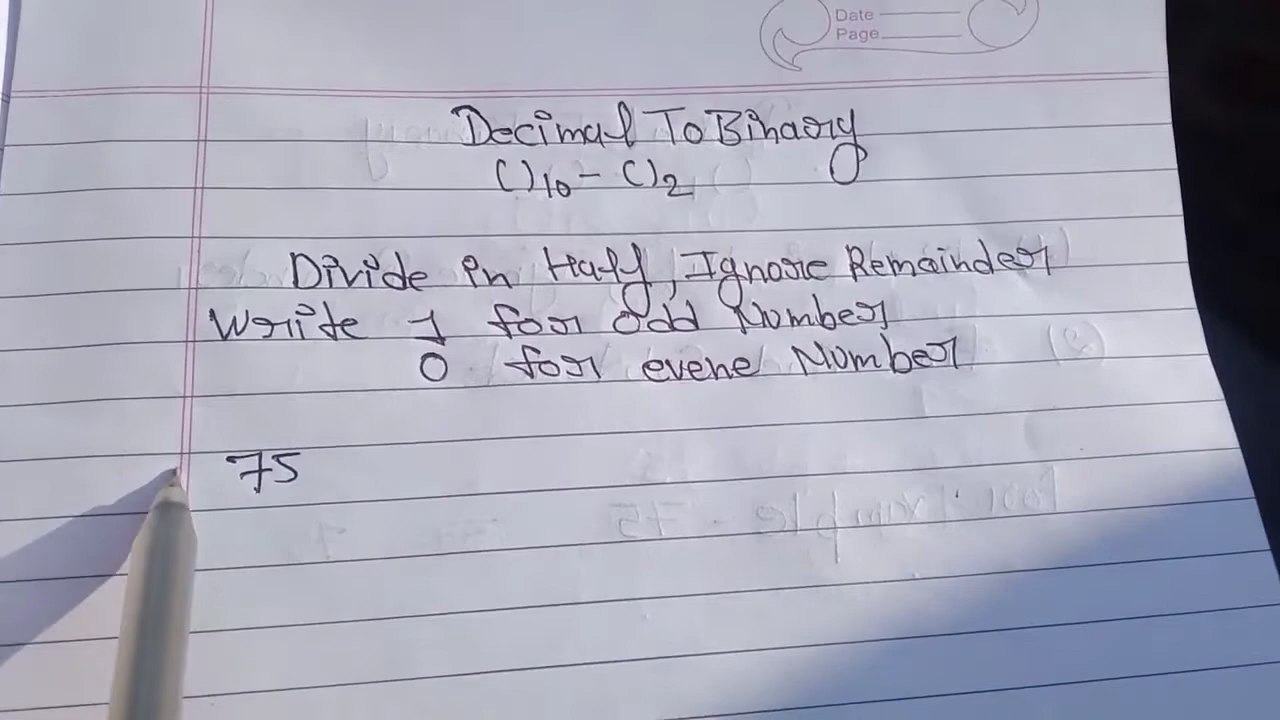 Date
Page
Decimal To Binary
()10 - ()2
Divide in Half, Ignore Remainder
Write 1 for odd Number
0 for evene Number
75